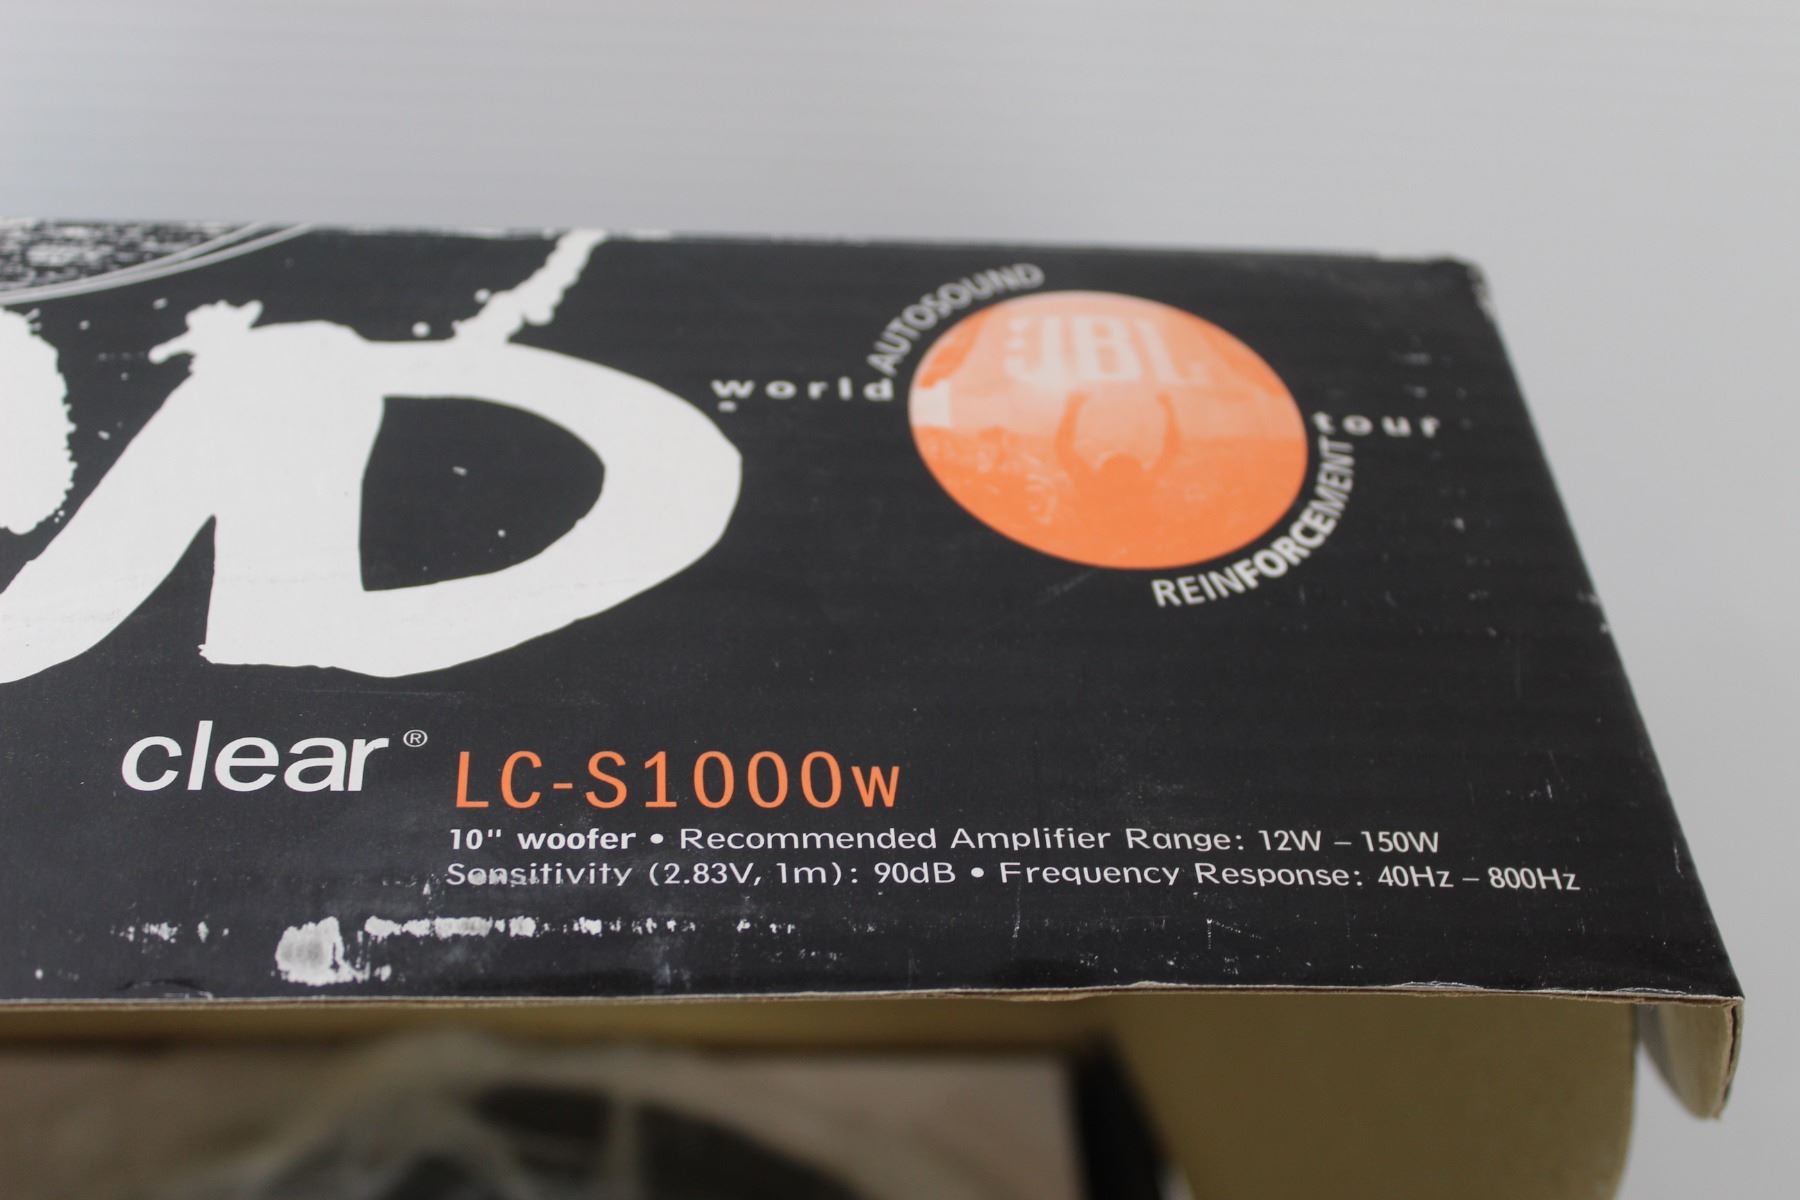 AUTOSOUND
world
JBL
tour
REINFORCEMENT
D
clear®
LC-S1000w
10" woofer • Recommended Amplifier Range: 12W – 150W
Sensitivity (2.83V, 1m): 90dB • Frequency Response: 40Hz – 800Hz